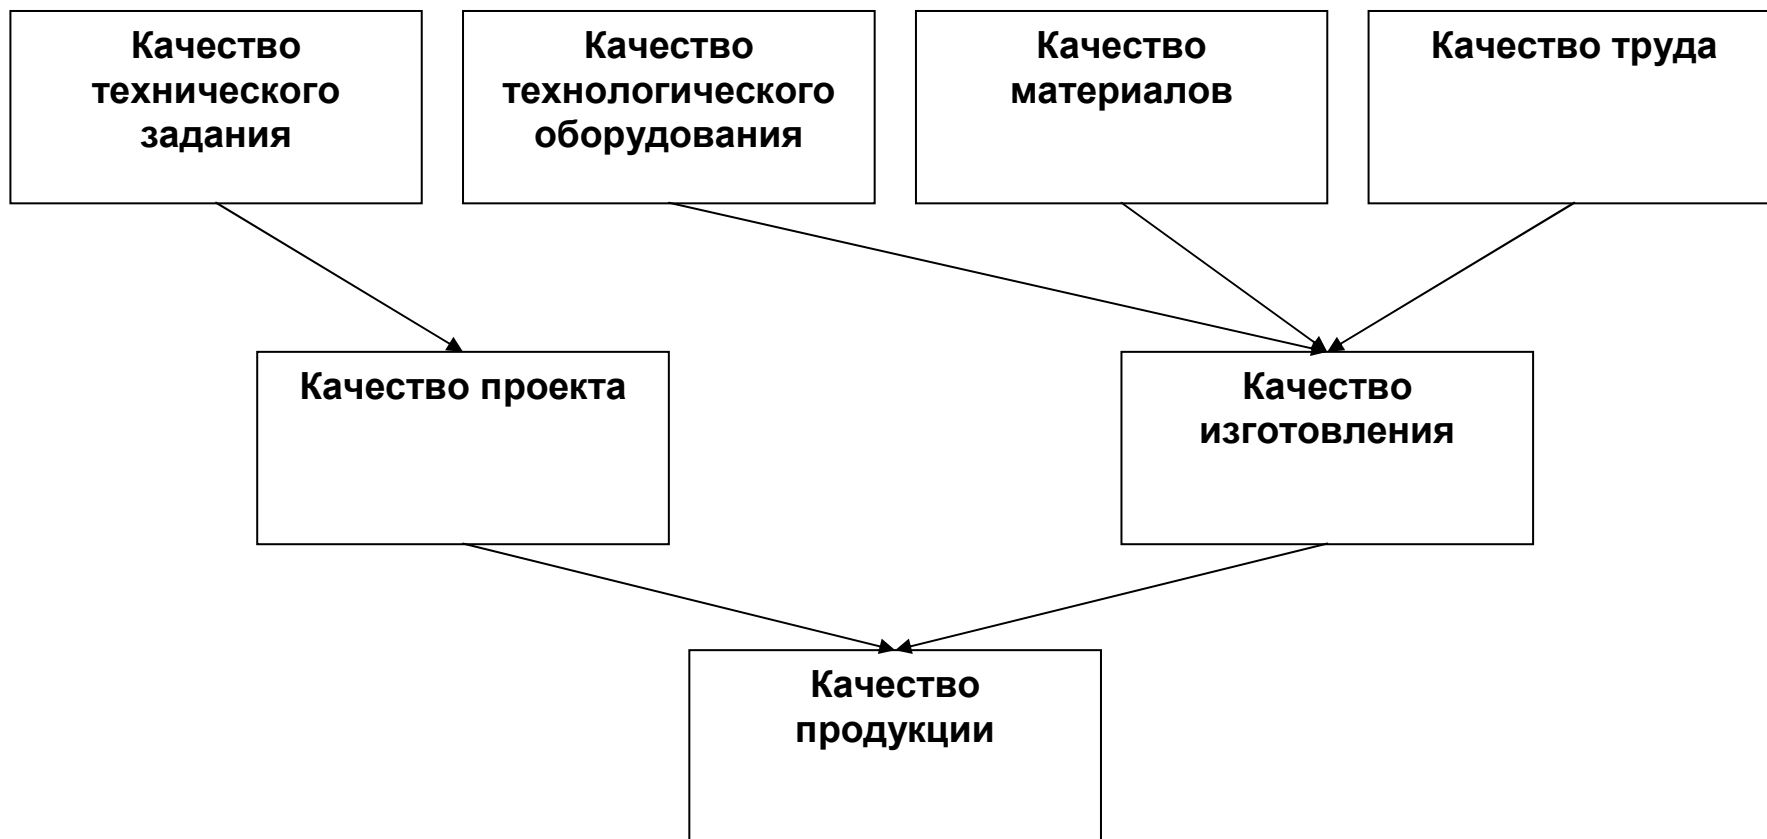 Качество
технического
задания
Качество
технологического
оборудования
Качество
материалов
Качество труда
Качество проекта
Качество
изготовления
Качество
продукции